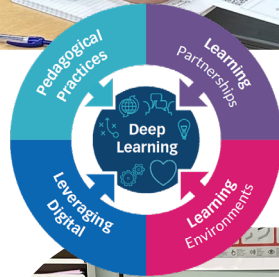 Pedagogical
Practices
Learning
Partnerships
Deep
Learning
Leveraging
Digital
Learning
Environments